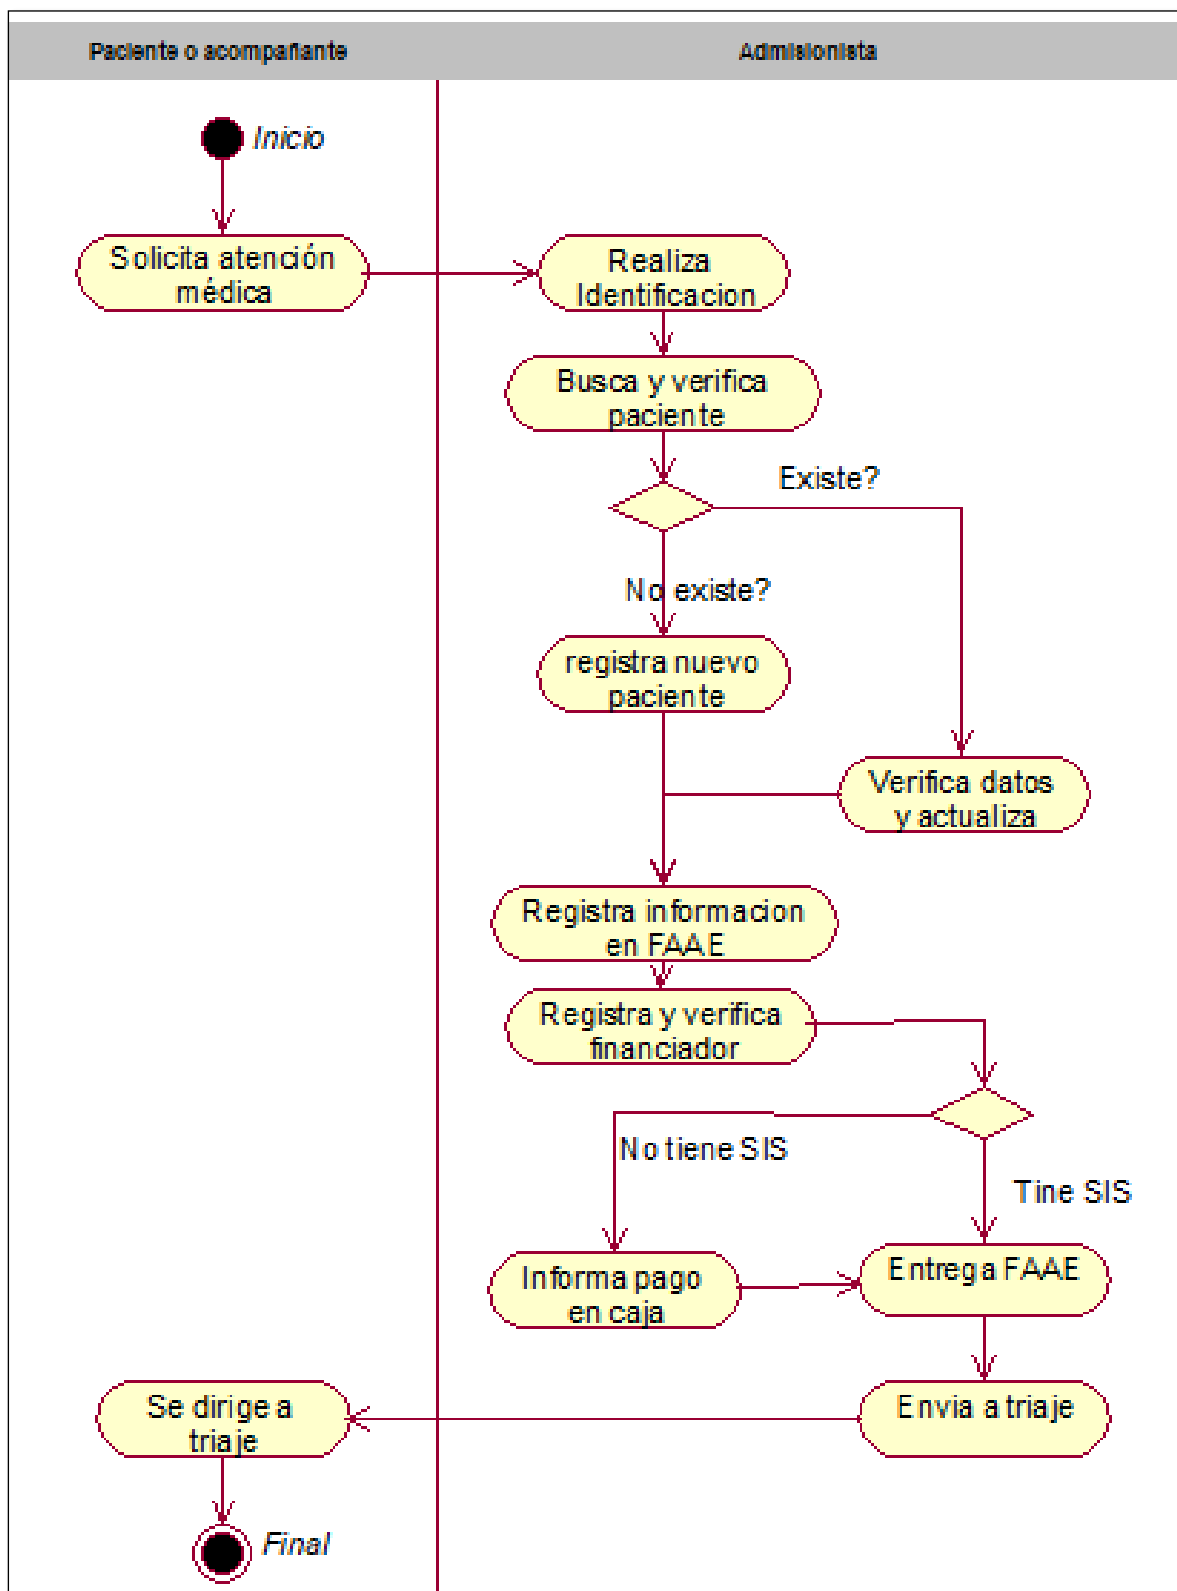 Paciente o acompañante
Admisionista
Inicio
Solicita atención
médica
Realiza
Identificacion
Busca y verifica
paciente
Existe?
No existe?
registra nuevo
paciente
Verifica datos
y actualiza
Registra informacion
en FAAE
Registra y verifica
financiador
No tiene SIS
Tine SIS
Informa pago
en caja
Entrega FAAE
Se dirige a
triaje
Envia a triaje
Final